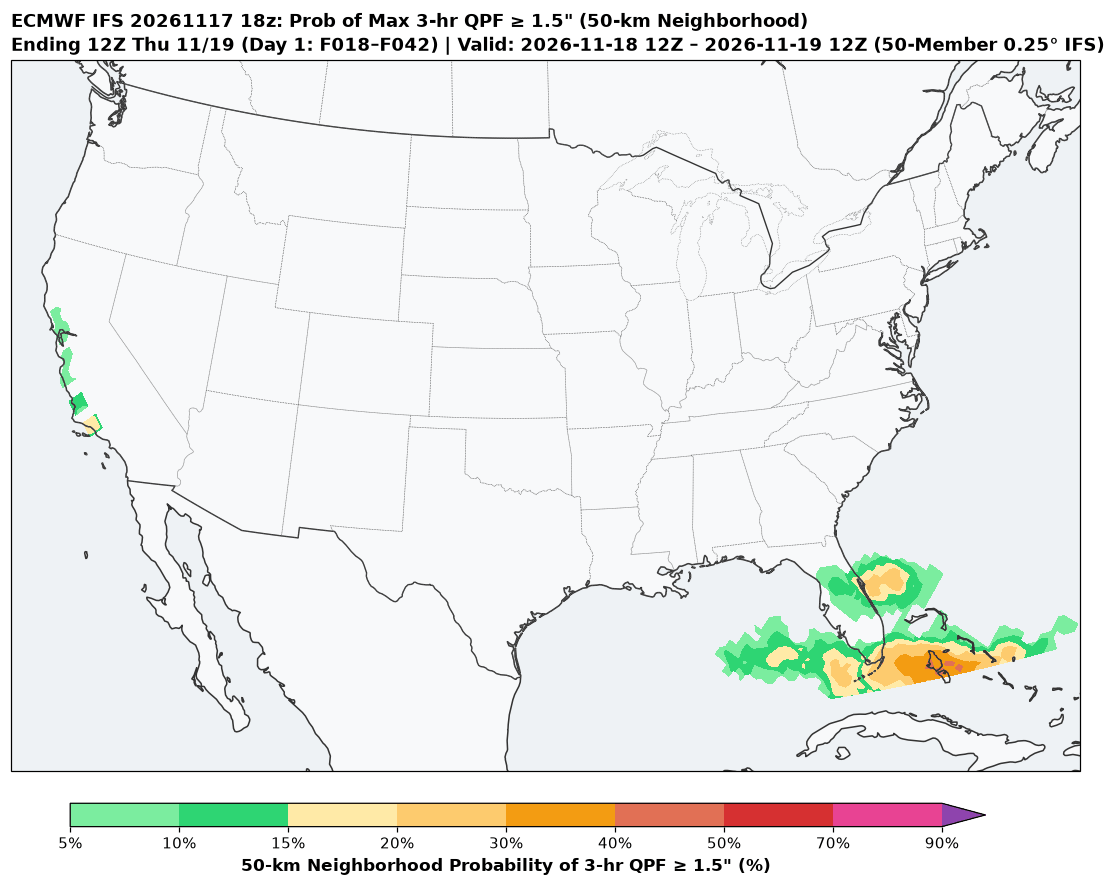 ECMWF IFS 20261117 18z: Prob of Max 3-hr QPF ≥ 1.5" (50-km Neighborhood)
Ending 12Z Thu 11/19 (Day 1: F018–F042) | Valid: 2026-11-18 12Z – 2026-11-19 12Z (50-Member 0.25° IFS)
5% 10% 15% 20% 30% 40% 50% 70% 90%
50-km Neighborhood Probability of 3-hr QPF ≥ 1.5" (%)